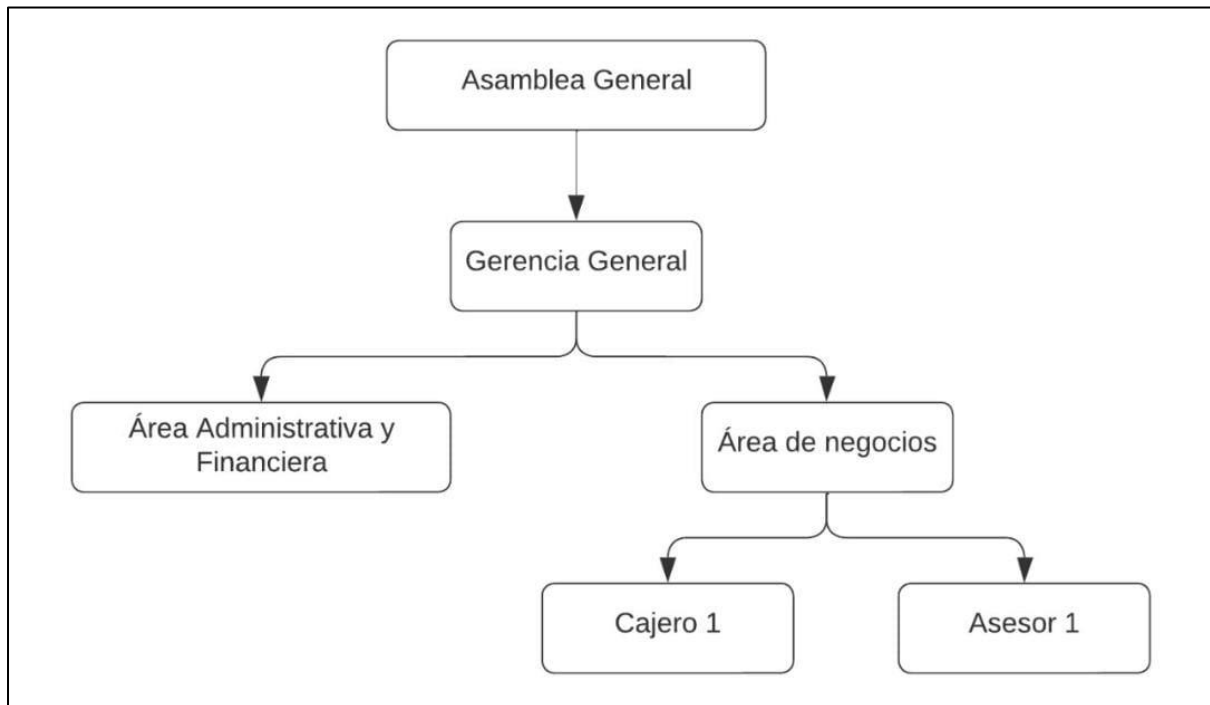 Asamblea General
Gerencia General
Área Administrativa y
Financiera
Área de negocios
Cajero 1
Asesor 1